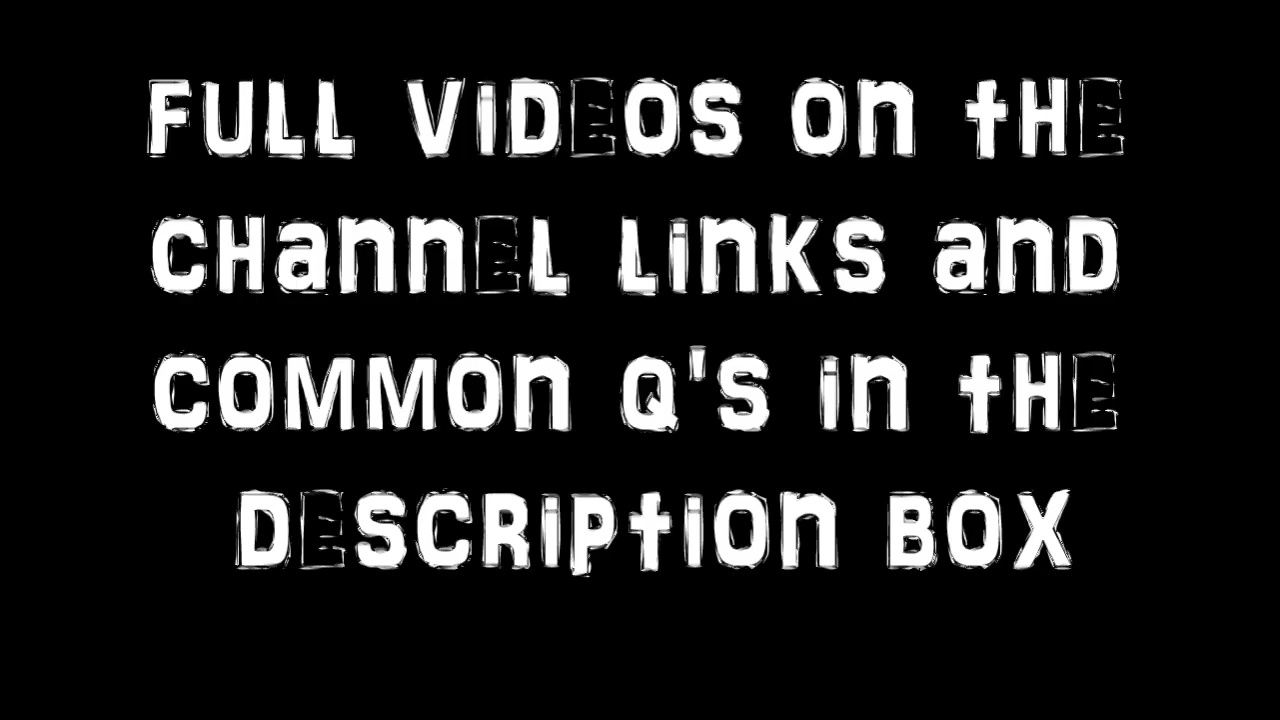 FULL ViDEOS On tHE
CHannEL LinKS anD
COMMOn Q'S in tHE
DESCRiPtiOn BOX